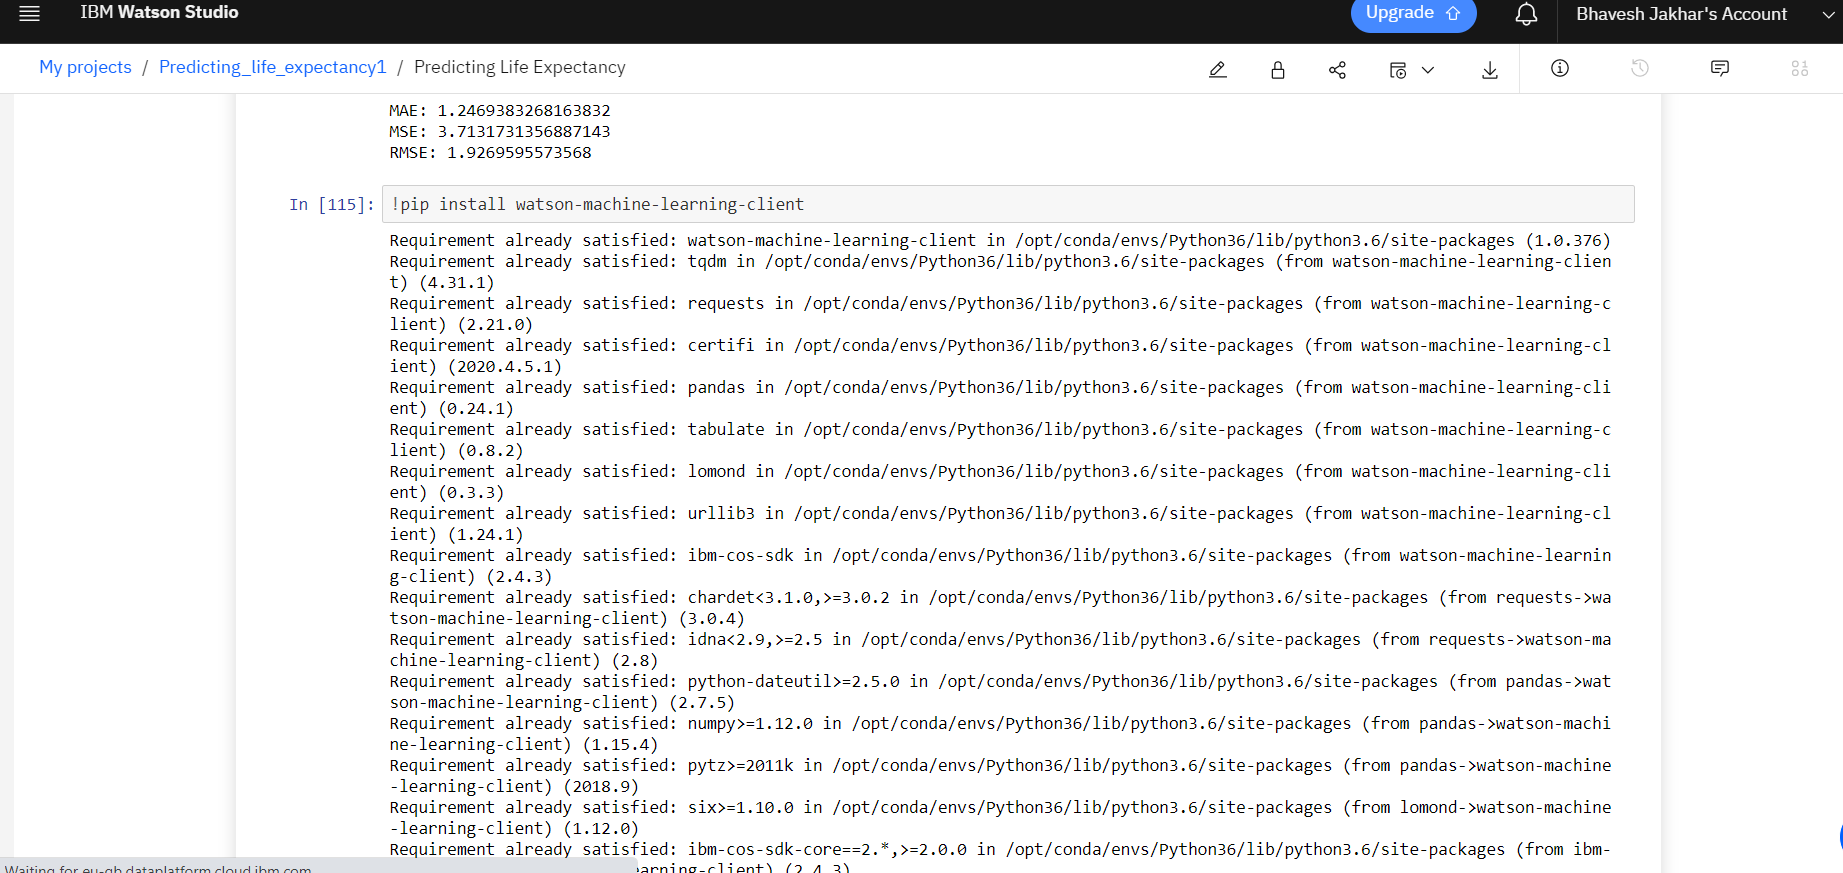 IBM Watson Studio
Upgrade
Bhavesh Jakhar's Account
My projects / Predicting_life_expectancy1 / Predicting Life Expectancy
MAE: 1.2469383268163832
MSE: 3.7131731356887143
RMSE: 1.9269595573568
In [115]: !pip install watson-machine-learning-client
Requirement already satisfied: watson-machine-learning-client in /opt/conda/envs/Python36/lib/python3.6/site-packages (1.0.376)
Requirement already satisfied: tqdm in /opt/conda/envs/Python36/lib/python3.6/site-packages (from watson-machine-learning-clien
t) (4.31.1)
Requirement already satisfied: requests in /opt/conda/envs/Python36/lib/python3.6/site-packages (from watson-machine-learning-c
lient) (2.21.0)
Requirement already satisfied: certifi in /opt/conda/envs/Python36/lib/python3.6/site-packages (from watson-machine-learning-cl
ient) (2020.4.5.1)
Requirement already satisfied: pandas in /opt/conda/envs/Python36/lib/python3.6/site-packages (from watson-machine-learning-cli
ent) (0.24.1)
Requirement already satisfied: tabulate in /opt/conda/envs/Python36/lib/python3.6/site-packages (from watson-machine-learning-c
lient) (0.8.2)
Requirement already satisfied: lomond in /opt/conda/envs/Python36/lib/python3.6/site-packages (from watson-machine-learning-cli
ent) (0.3.3)
Requirement already satisfied: urllib3 in /opt/conda/envs/Python36/lib/python3.6/site-packages (from watson-machine-learning-cl
ient) (1.24.1)
Requirement already satisfied: ibm-cos-sdk in /opt/conda/envs/Python36/lib/python3.6/site-packages (from watson-machine-learnin
g-client) (2.4.3)
Requirement already satisfied: chardet<3.1.0,>=3.0.2 in /opt/conda/envs/Python36/lib/python3.6/site-packages (from requests->wa
tson-machine-learning-client) (3.0.4)
Requirement already satisfied: idna<2.9,>=2.5 in /opt/conda/envs/Python36/lib/python3.6/site-packages (from requests->watson-ma
chine-learning-client) (2.8)
Requirement already satisfied: python-dateutil>=2.5.0 in /opt/conda/envs/Python36/lib/python3.6/site-packages (from pandas->wat
son-machine-learning-client) (2.7.5)
Requirement already satisfied: numpy>=1.12.0 in /opt/conda/envs/Python36/lib/python3.6/site-packages (from pandas->watson-machi
ne-learning-client) (1.15.4)
Requirement already satisfied: pytz>=2011k in /opt/conda/envs/Python36/lib/python3.6/site-packages (from pandas->watson-machine
-learning-client) (2018.9)
Requirement already satisfied: six>=1.10.0 in /opt/conda/envs/Python36/lib/python3.6/site-packages (from lomond->watson-machine
-learning-client) (1.12.0)
Requirement already satisfied: ibm-cos-sdk-core==2.*,>=2.0.0 in /opt/conda/envs/Python36/lib/python3.6/site-packages (from ibm-
arning-client) (2.4.3)
Waiting for eu-gb.dataplatform.cloud.ibm.com